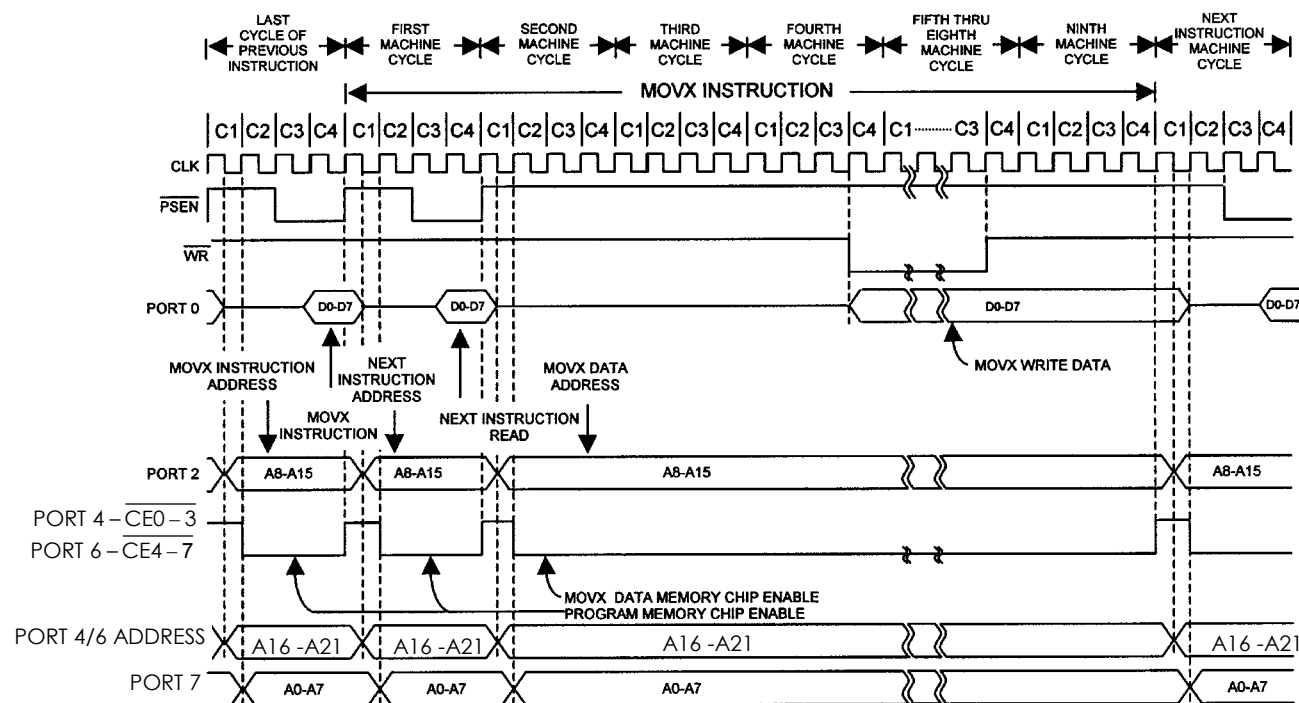 LAST CYCLE OF PREVIOUS INSTRUCTION
FIRST MACHINE CYCLE
SECOND MACHINE CYCLE
THIRD MACHINE CYCLE
FOURTH MACHINE CYCLE
FIFTH THRU EIGHTH MACHINE CYCLE
NINTH MACHINE CYCLE
NEXT INSTRUCTION MACHINE CYCLE
MOVX INSTRUCTION
C1 C2 C3 C4 C1 C2 C3 C4 C1 C2 C3 C4 C1 C2 C3 C4 C1 C2 C3 C4 C1 ........ C3 C4 C1 C2 C3 C4 C1 C2 C3 C4
CLK
PSEN
WR
PORT 0 D0-D7 D0-D7 D0-D7 D0-D7
MOVX INSTRUCTION ADDRESS
NEXT INSTRUCTION ADDRESS
MOVX DATA ADDRESS
MOVX WRITE DATA
MOVX INSTRUCTION
NEXT INSTRUCTION READ
PORT 2 A8-A15 A8-A15 A8-A15 A8-A15
PORT 4 – CE0 – 3
PORT 6 – CE4 – 7
MOVX DATA MEMORY CHIP ENABLE
PROGRAM MEMORY CHIP ENABLE
PORT 4/6 ADDRESS A16 -A21 A16 -A21 A16 -A21 A16 -A21
PORT 7 A0-A7 A0-A7 A0-A7 A0-A7